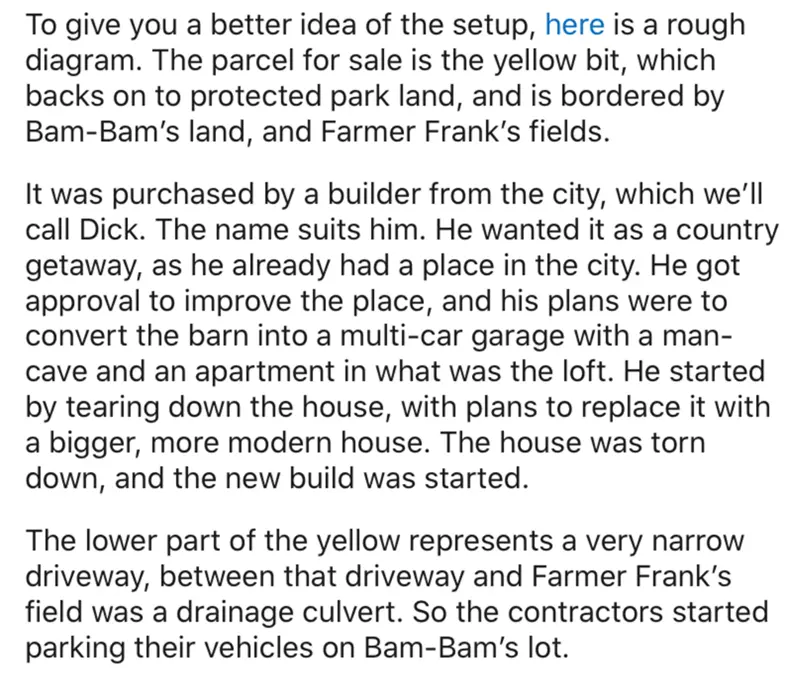 To give you a better idea of the setup, here is a rough
diagram. The parcel for sale is the yellow bit, which
backs on to protected park land, and is bordered by
Bam-Bam’s land, and Farmer Frank’s fields.
It was purchased by a builder from the city, which we’ll
call Dick. The name suits him. He wanted it as a country
getaway, as he already had a place in the city. He got
approval to improve the place, and his plans were to
convert the barn into a multi-car garage with a man-
cave and an apartment in what was the loft. He started
by tearing down the house, with plans to replace it with
a bigger, more modern house. The house was torn
down, and the new build was started.
The lower part of the yellow represents a very narrow
driveway, between that driveway and Farmer Frank’s
field was a drainage culvert. So the contractors started
parking their vehicles on Bam-Bam’s lot.